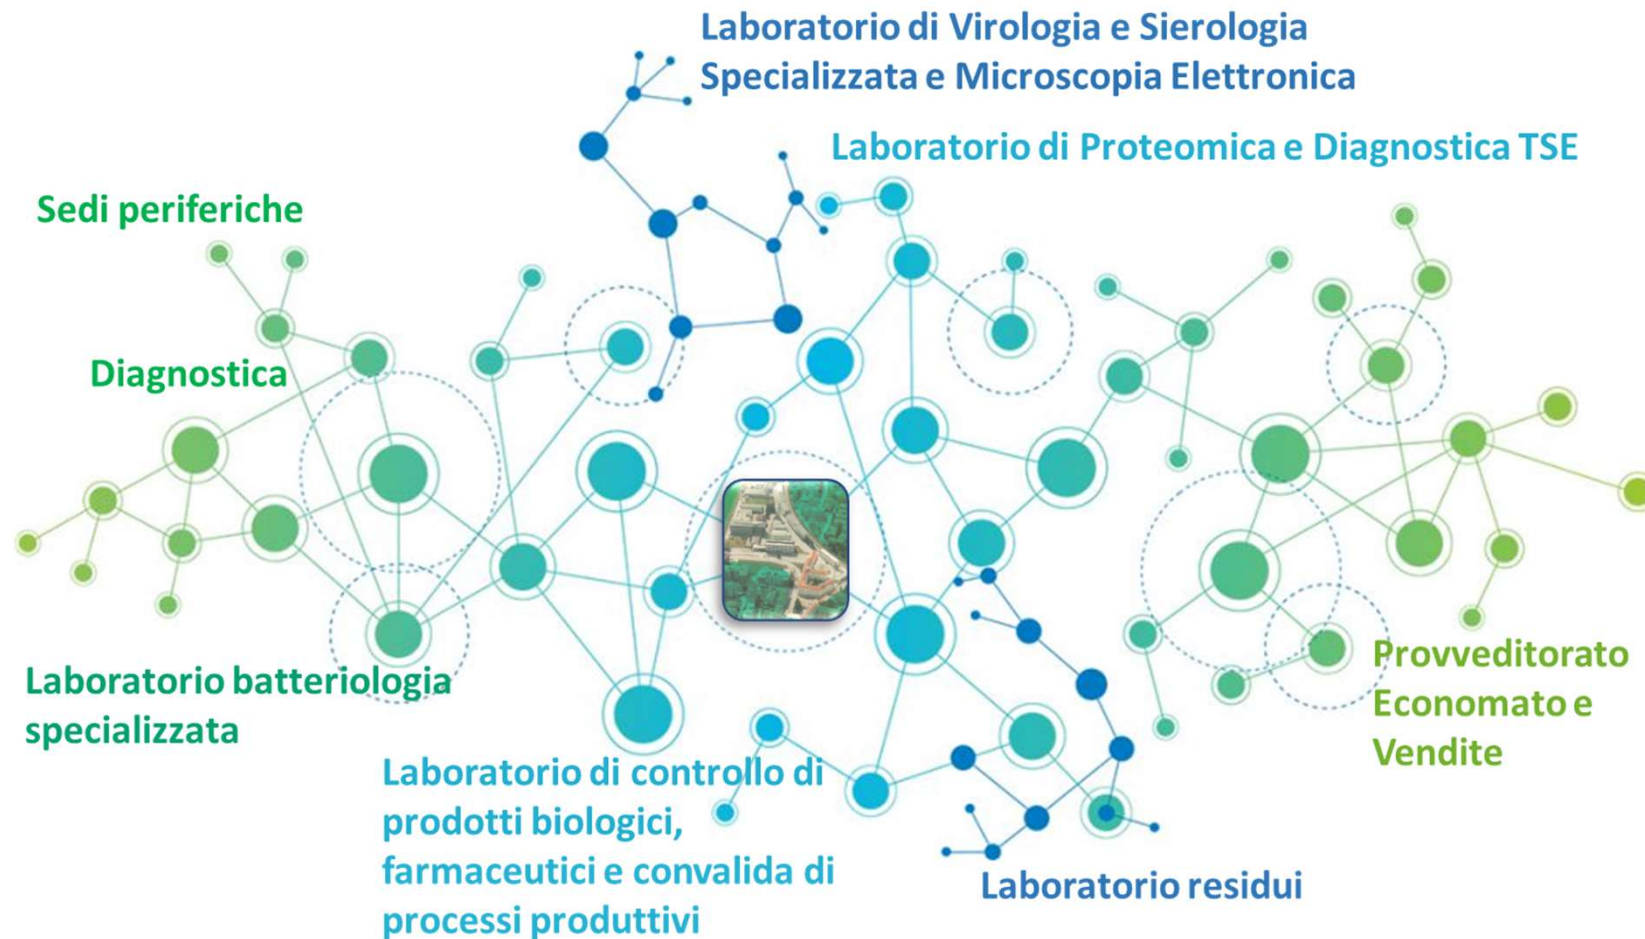 Laboratorio di Virologia e Sierologia
Specializzata e Microscopia Elettronica
Laboratorio di Proteomica e Diagnostica TSE
Sedi periferiche
Diagnostica
Laboratorio batteriologia
specializzata
Provveditorato
Economato e
Vendite
Laboratorio di controllo di
prodotti biologici,
farmaceutici e convalida di
processi produttivi
Laboratorio residui